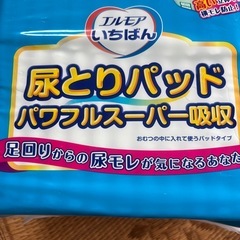 エルモア
いちばん
尿とりパッド
パワフルスーパー吸収
おむつの中に入れて使うパッドタイプ
足回りからの尿モレが気になるあなた